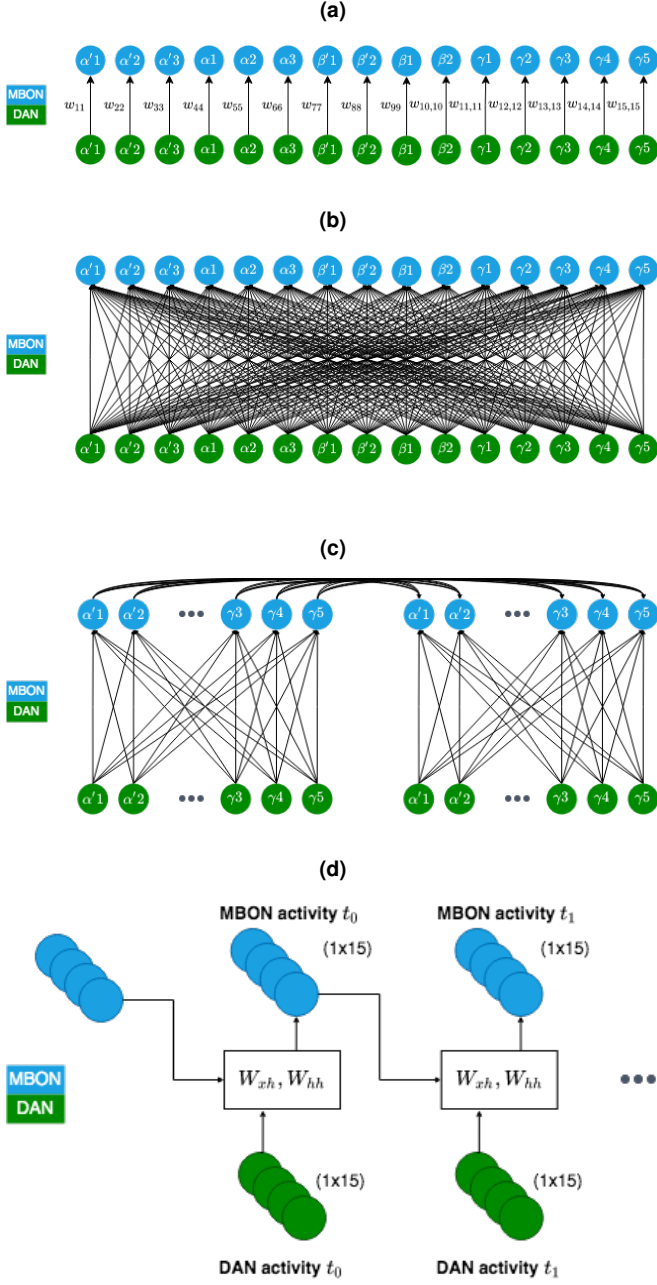 (a)
α′1 α′2 α′3 α1 α2 α3 β′1 β′2 β1 β2 γ1 γ2 γ3 γ4 γ5
MBON
DAN
w11 w22 w33 w44 w55 w66 w77 w88 w99 w10,10 w11,11 w12,12 w13,13 w14,14 w15,15
α′1 α′2 α′3 α1 α2 α3 β′1 β′2 β1 β2 γ1 γ2 γ3 γ4 γ5
(b)
α′1 α′2 α′3 α1 α2 α3 β′1 β′2 β1 β2 γ1 γ2 γ3 γ4 γ5
MBON
DAN
α′1 α′2 α′3 α1 α2 α3 β′1 β′2 β1 β2 γ1 γ2 γ3 γ4 γ5
(c)
α′1 α′2 ••• γ3 γ4 γ5 α′1 α′2 ••• γ3 γ4 γ5
MBON
DAN
α′1 α′2 ••• γ3 γ4 γ5 α′1 α′2 ••• γ3 γ4 γ5
(d)
MBON activity t0 MBON activity t1
(1x15) (1x15)
Wxh, Whh Wxh, Whh
MBON
DAN
•••
(1x15) (1x15)
DAN activity t0 DAN activity t1